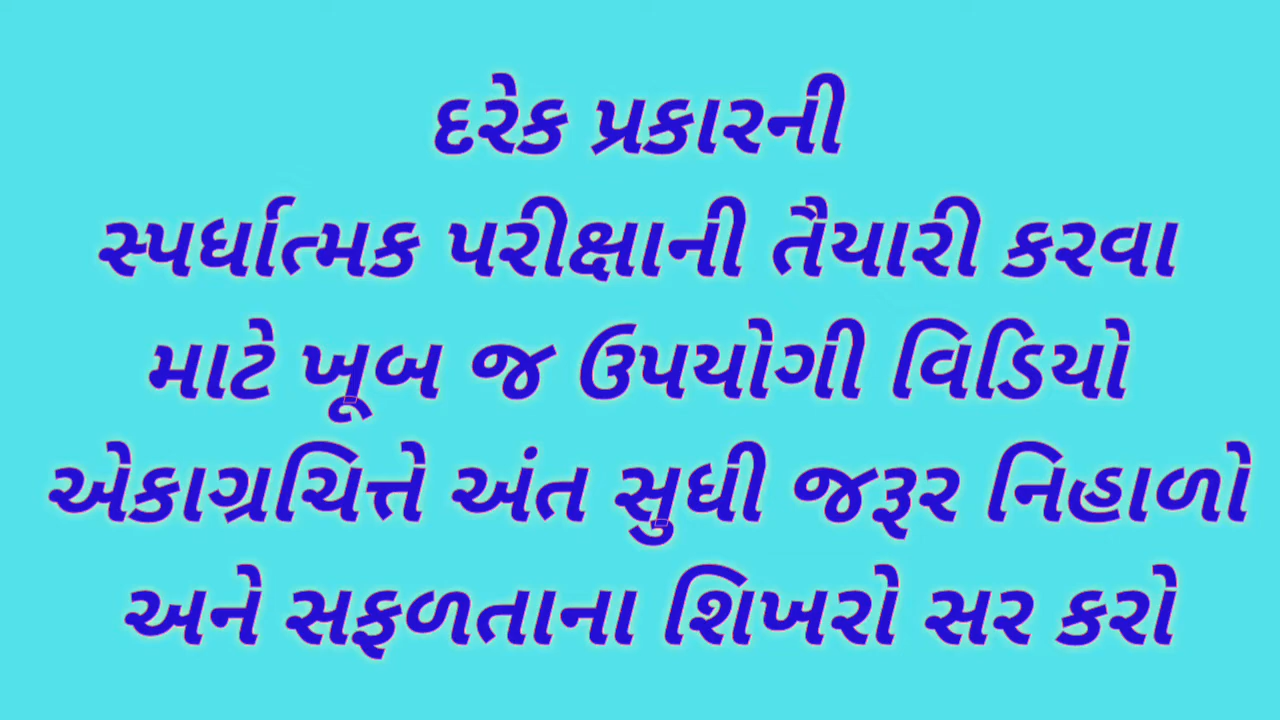 દરેક પ્રકારની
સ્પર્ધાત્મક પરીક્ષાની તૈયારી કરવા
માટે ખૂબ જ ઉપયોગી વિડિયો
એકાગ્રચિત્તે અંત સુધી જરૂર નિહાળો
અને સફળતાના શિખરો સર કરો